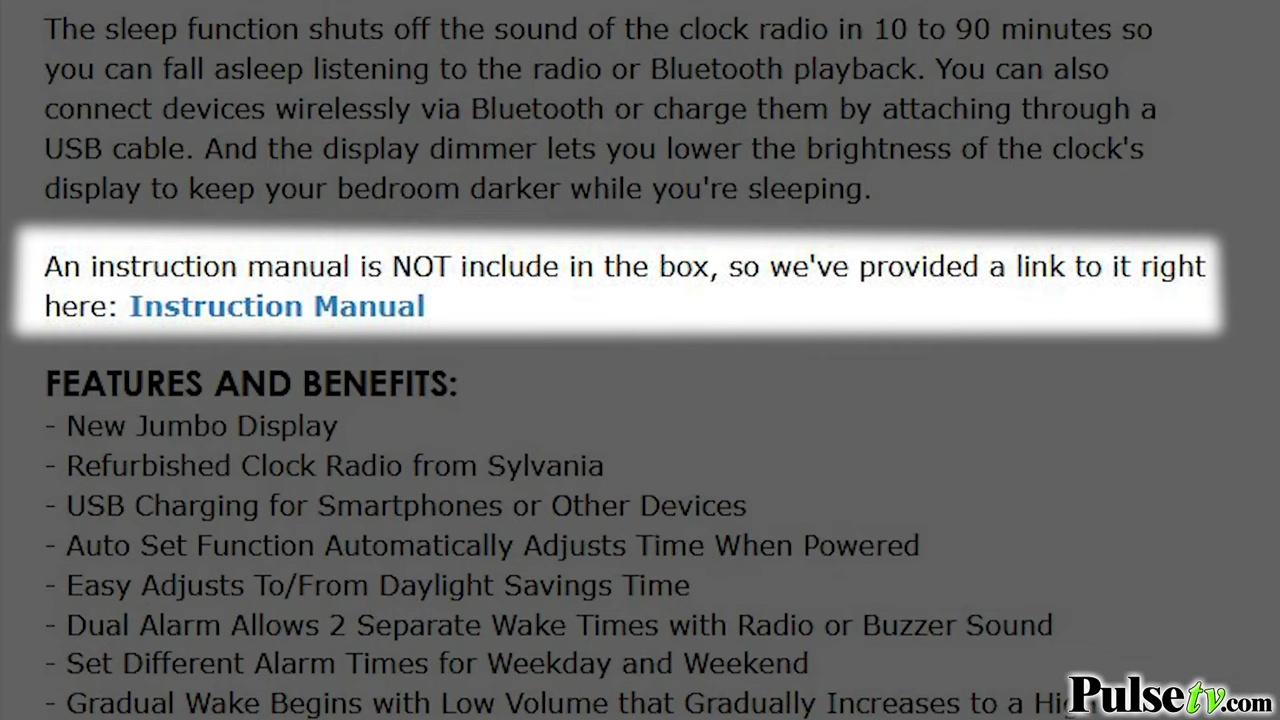 The sleep function shuts off the sound of the clock radio in 10 to 90 minutes so
you can fall asleep listening to the radio or Bluetooth playback. You can also
connect devices wirelessly via Bluetooth or charge them by attaching through a
USB cable. And the display dimmer lets you lower the brightness of the clock's
display to keep your bedroom darker while you're sleeping.
An instruction manual is NOT include in the box, so we've provided a link to it right
here: Instruction Manual
FEATURES AND BENEFITS:
- New Jumbo Display
- Refurbished Clock Radio from Sylvania
- USB Charging for Smartphones or Other Devices
- Auto Set Function Automatically Adjusts Time When Powered
- Easy Adjusts To/From Daylight Savings Time
- Dual Alarm Allows 2 Separate Wake Times with Radio or Buzzer Sound
- Set Different Alarm Times for Weekday and Weekend
- Gradual Wake Begins with Low Volume that Gradually Increases to a
Pulsetv.com